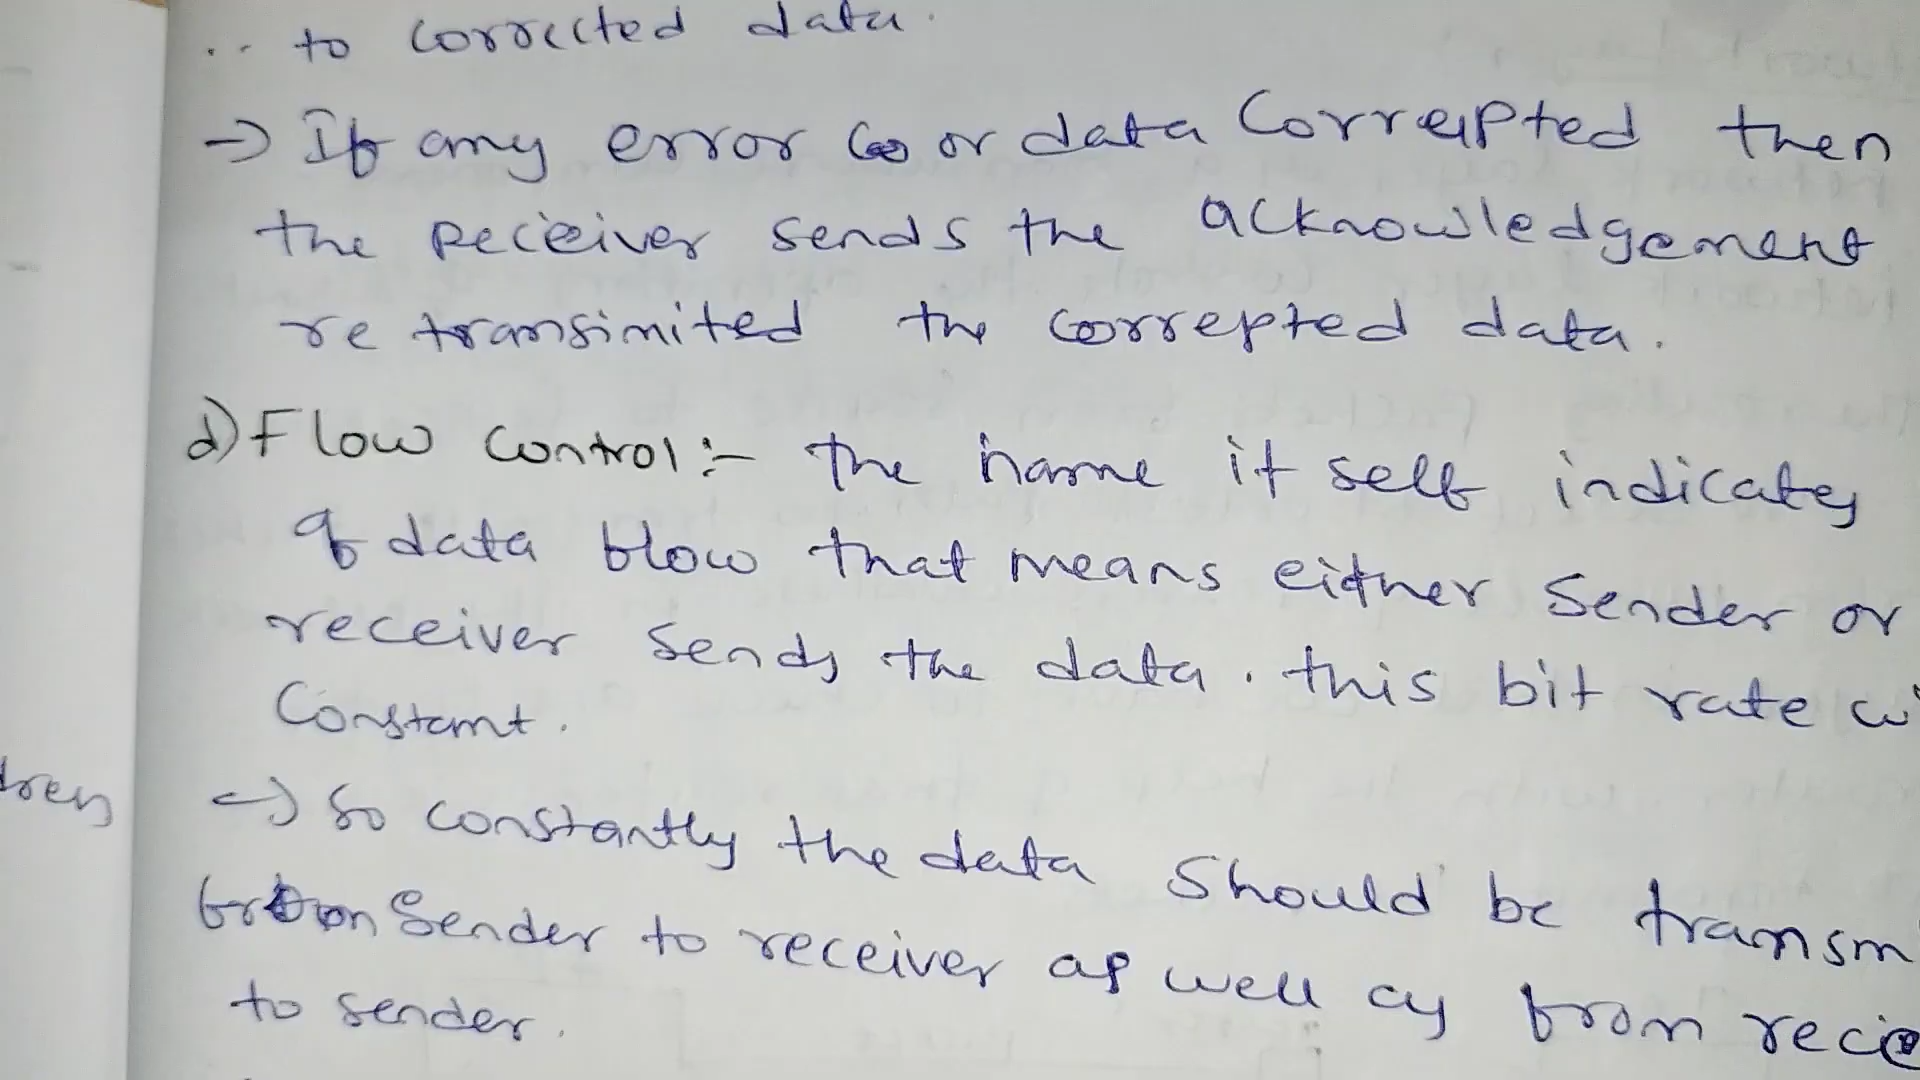 to corrected data.
→ If any error or data Correupted then
the Receiver sends the acknowledgement
re transimited the correpted data.
d) Flow control:- the name it self indicates
of data flow that means either Sender or
receiver sends the data. this bit rate w
Constant.
→ So constantly the data Should be transm
from Sender to receiver as well as from recie
to sender.